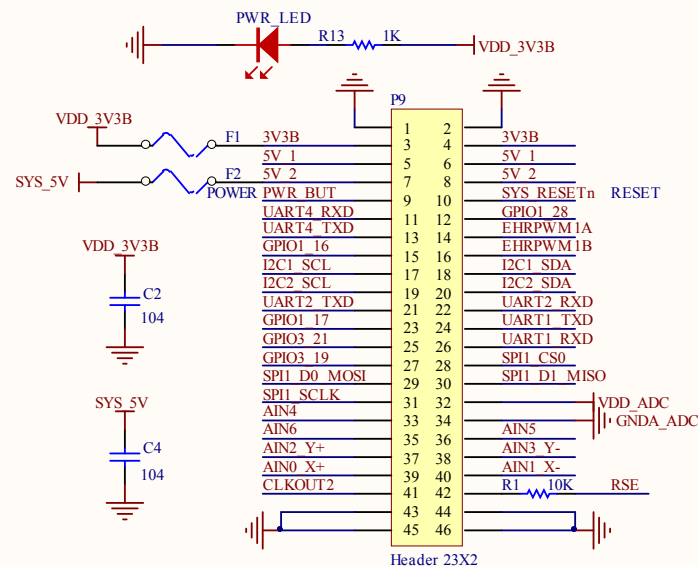 PWR_LED
R13 1K
VDD_3V3B
P9
VDD_3V3B
1 2
F1 3V3B 3 4 3V3B
5V_1 5 6 5V_1
SYS_5V F2 5V_2 7 8 5V_2
POWER PWR_BUT 9 10 SYS_RESETn RESET
UART4_RXD 11 12 GPIO1_28
UART4_TXD 13 14 EHRPWM1A
GPIO1_16 15 16 EHRPWM1B
VDD_3V3B
I2C1_SCL 17 18 I2C1_SDA
I2C2_SCL 19 20 I2C2_SDA
C2
104
UART2_TXD 21 22 UART2_RXD
GPIO1_17 23 24 UART1_TXD
GPIO3_21 25 26 UART1_RXD
GPIO3_19 27 28 SPI1_CS0
SPI1_D0_MOSI 29 30 SPI1_D1_MISO
SYS_5V
SPI1_SCLK 31 32 VDD_ADC
AIN4 33 34 GNDA_ADC
AIN6 35 36 AIN5
C4
104
AIN2_Y+ 37 38 AIN3_Y-
AIN0_X+ 39 40 AIN1_X-
CLKOUT2 41 42 R1 10K RSE
43 44
45 46
Header 23X2